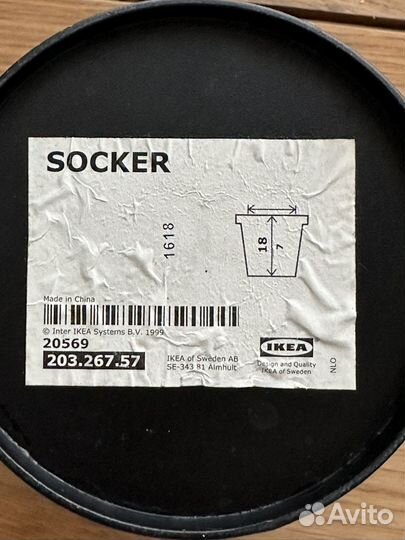 SOCKER
1618
18
7
Made in China
© Inter IKEA Systems B.V. 1999
20569
203.267.57
IKEA of Sweden AB
SE-343 81 Älmhult
IKEA
Design and Quality
IKEA of Sweden
NLO
Avito